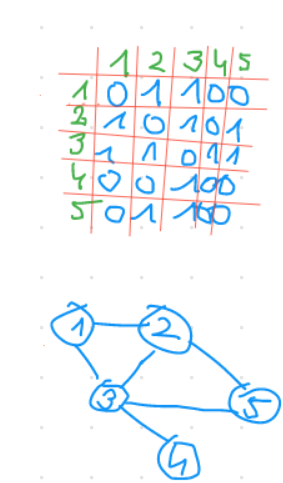 1 2 3 4 5
1 0 1 1 0 0
2 1 0 1 0 1
3 1 1 0 1 1
4 0 0 1 0 0
5 0 1 1 0 0
1 2
3 5
4